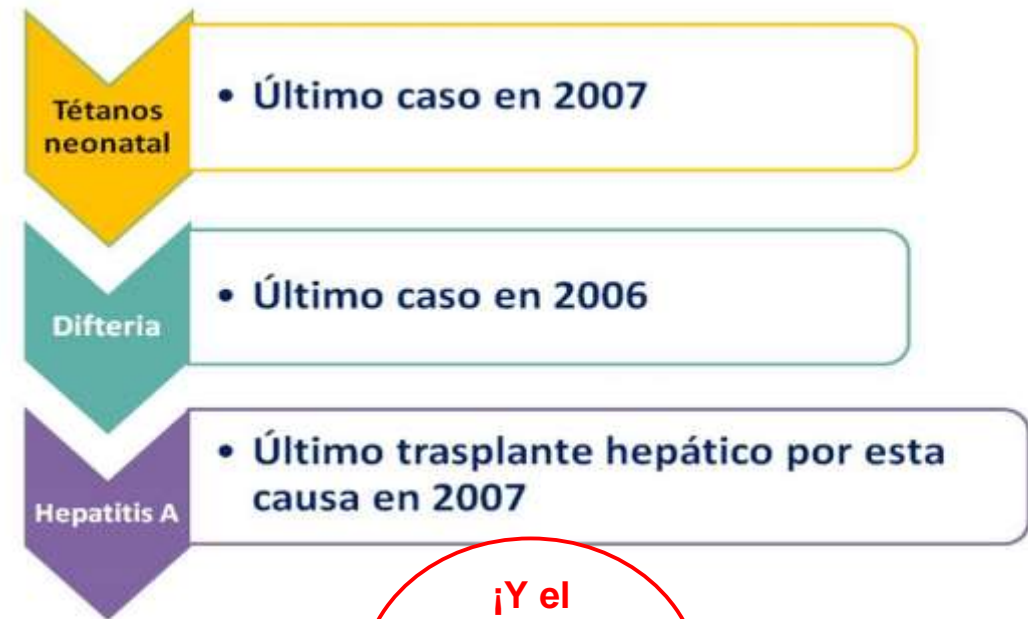 Tétanos
neonatal
• Último caso en 2007
Difteria
• Último caso en 2006
Hepatitis A
• Último trasplante hepático por esta
causa en 2007
¡Y el